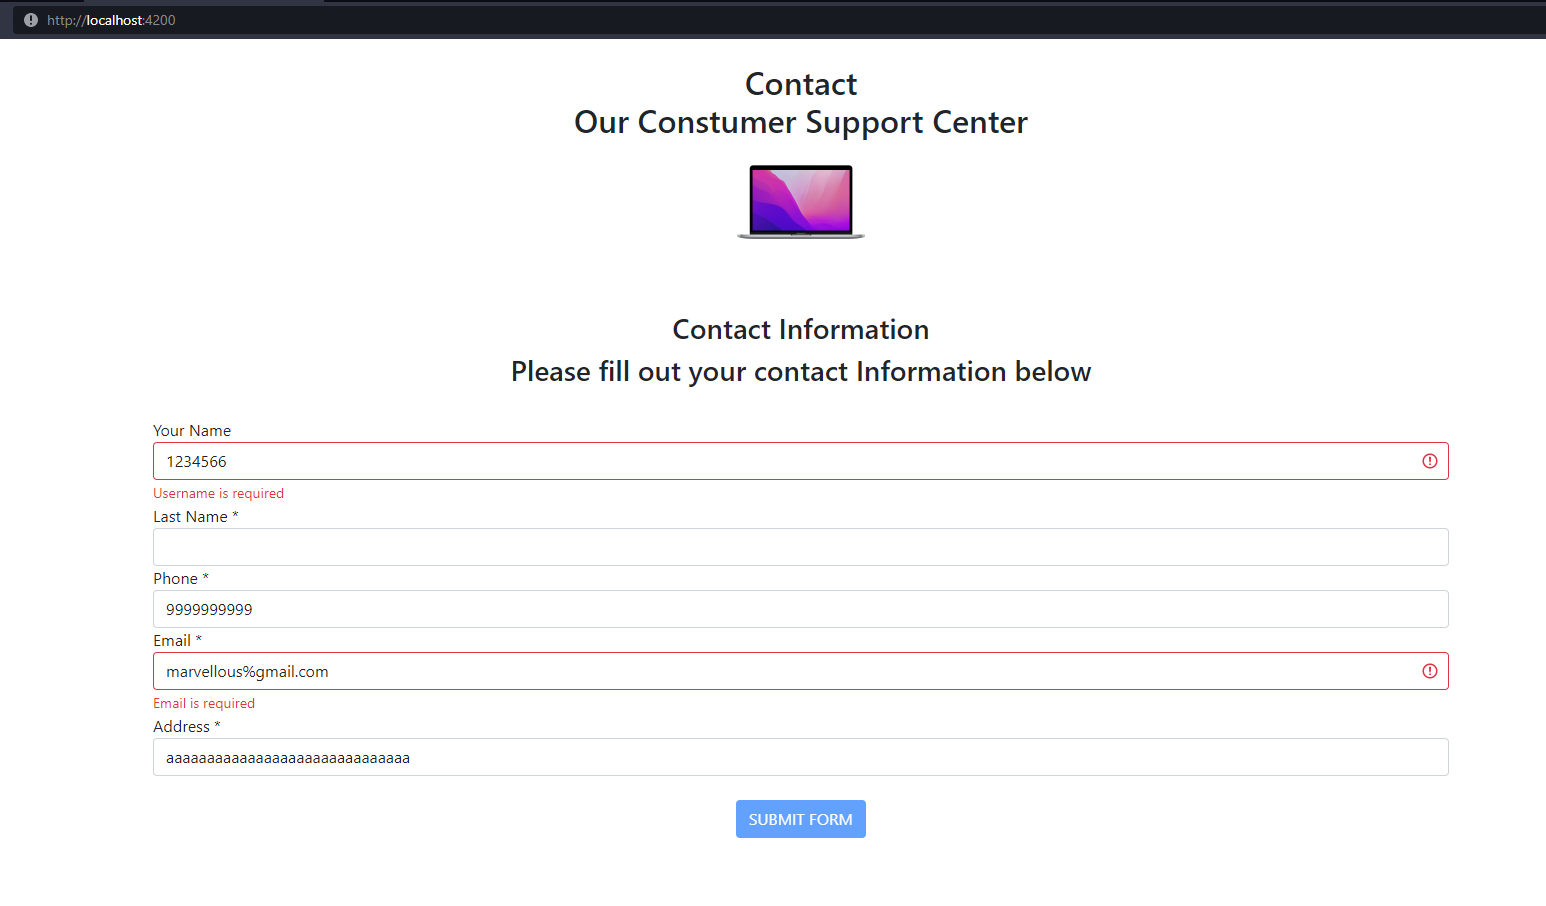 http://localhost:4200
Contact
Our Constumer Support Center
Contact Information
Please fill out your contact Information below
Your Name
1234566
Username is required
Last Name *
Phone *
9999999999
Email *
marvellous%gmail.com
Email is required
Address *
aaaaaaaaaaaaaaaaaaaaaaaaaaaaaa
SUBMIT FORM